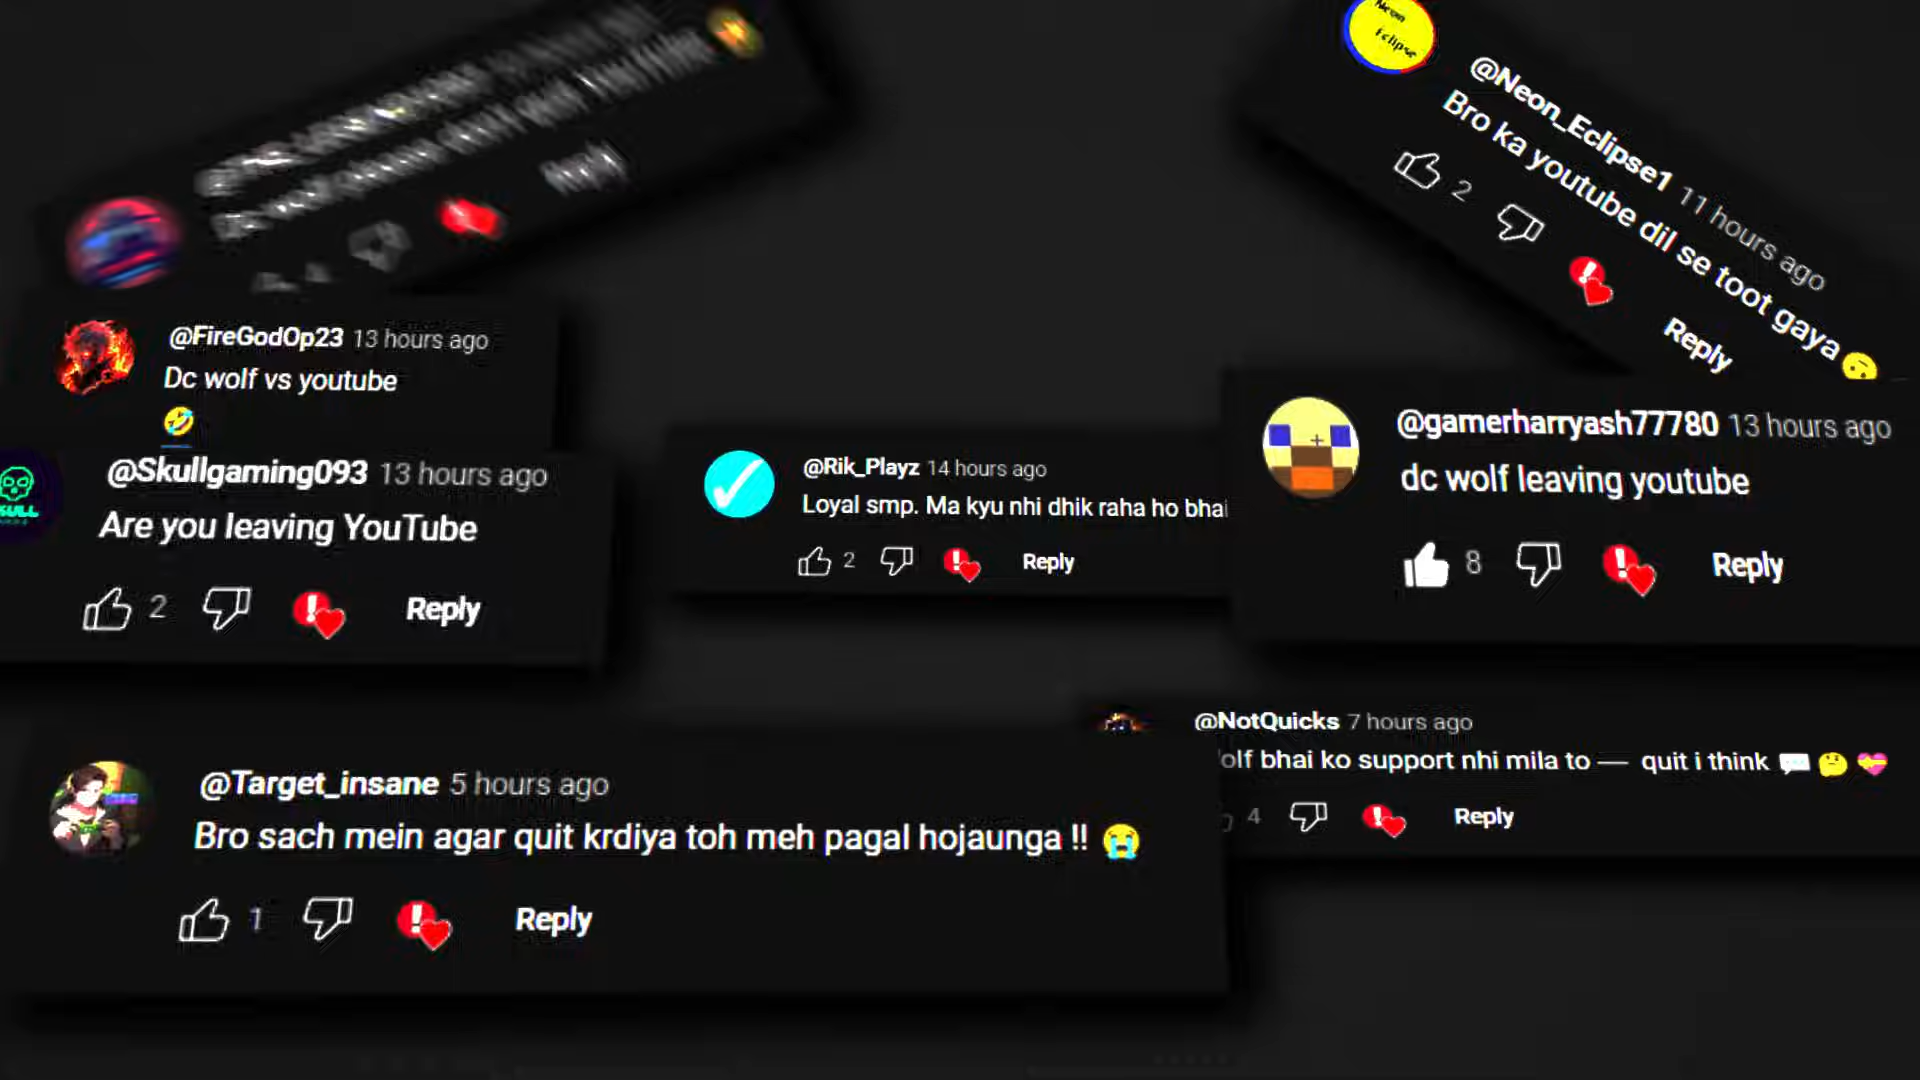 Neon
Eclipse
@Neon_Eclipse1 11 hours ago
Bro ka youtube dil se toot gaya🙃
2
Reply
@FireGodOp23 13 hours ago
Dc wolf vs youtube
🤣
@Skullgaming093 13 hours ago
Are you leaving YouTube
2
Reply
@Rik_Playz 14 hours ago
Loyal smp. Ma kyu nhi dhik raha ho bhai
2
Reply
@gamerharryash77780 13 hours ago
dc wolf leaving youtube
8
Reply
@NotQuicks 7 hours ago
olf bhai ko support nhi mila to — quit i think 💬 🤔 💝
4
Reply
@Target_insane 5 hours ago
Bro sach mein agar quit krdiya toh meh pagal hojaunga !! 😭
1
Reply